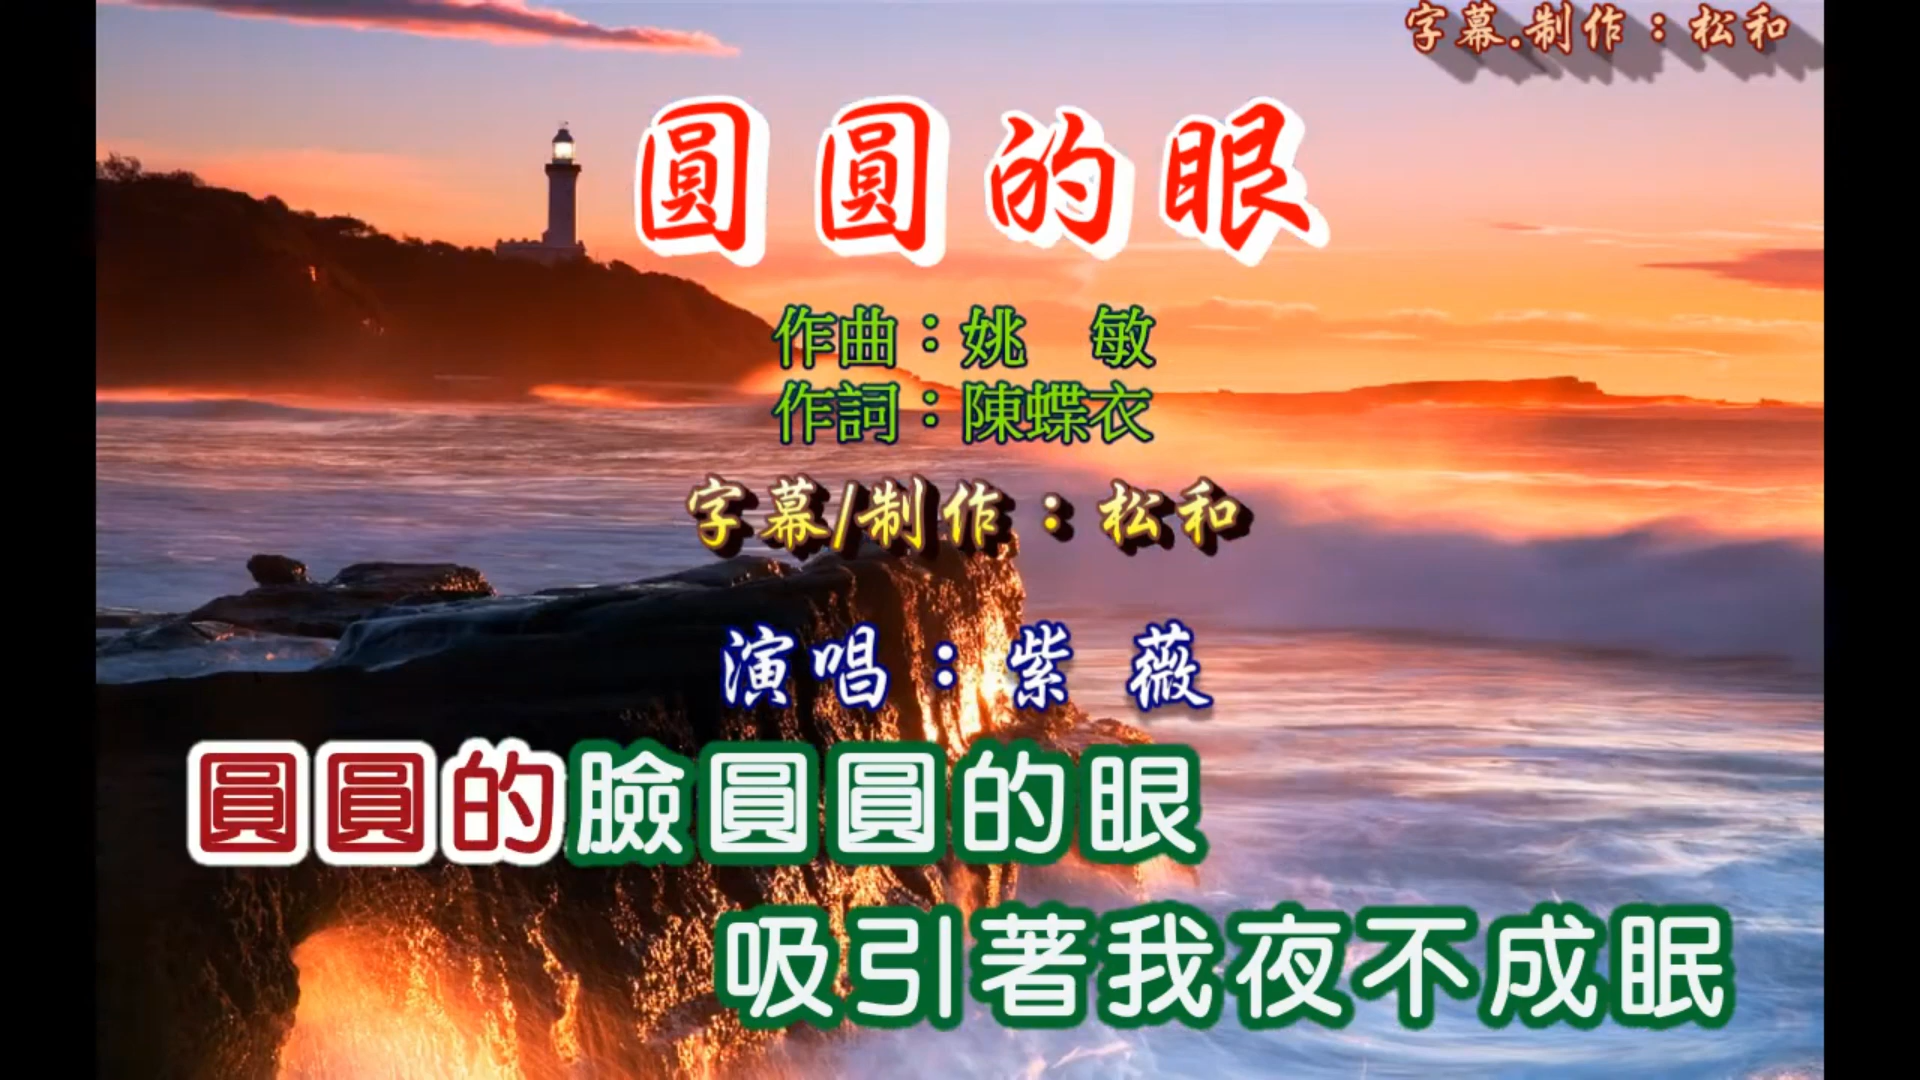 字幕.制作：松和
圓圓的眼
作曲：姚　敏
作詞：陳蝶衣
字幕/制作：松和
演唱：紫 薇
圓圓的臉圓圓的眼
吸引著我夜不成眠